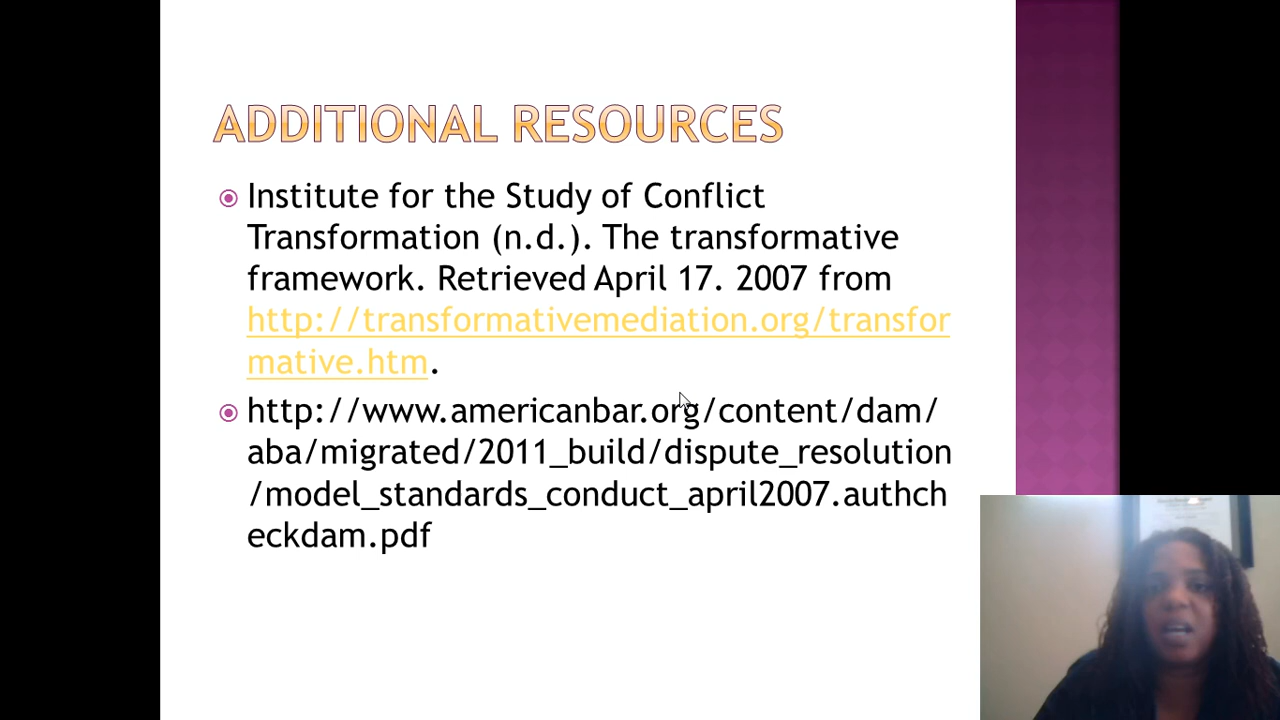 ADDITIONAL RESOURCES
Institute for the Study of Conflict
Transformation (n.d.). The transformative
framework. Retrieved April 17. 2007 from
http://transformativemediation.org/transfor
mative.htm.
http://www.americanbar.org/content/dam/
aba/migrated/2011_build/dispute_resolution
/model_standards_conduct_april2007.authch
eckdam.pdf